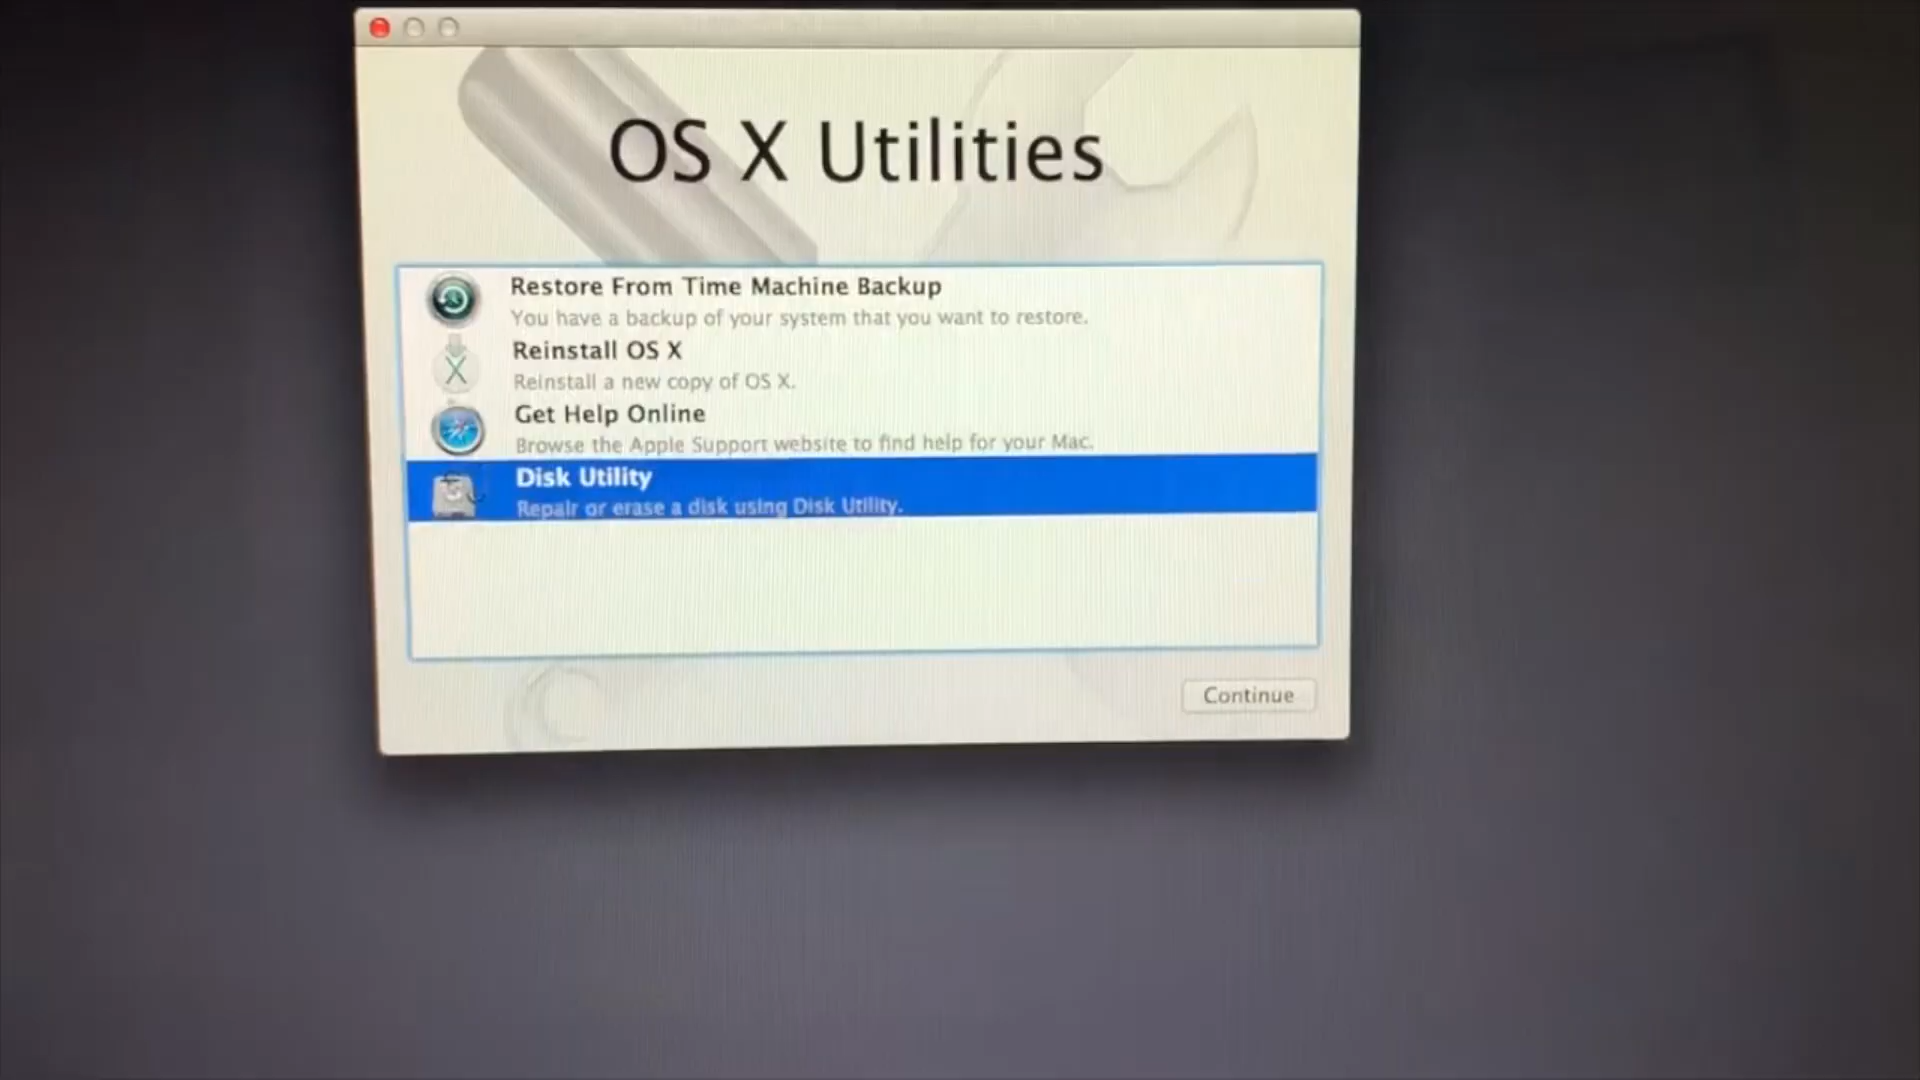 OS X Utilities
Restore From Time Machine Backup
You have a backup of your system that you want to restore.
Reinstall OS X
Reinstall a new copy of OS X.
Get Help Online
Browse the Apple Support website to find help for your Mac.
Disk Utility
Repair or erase a disk using Disk Utility.
Continue